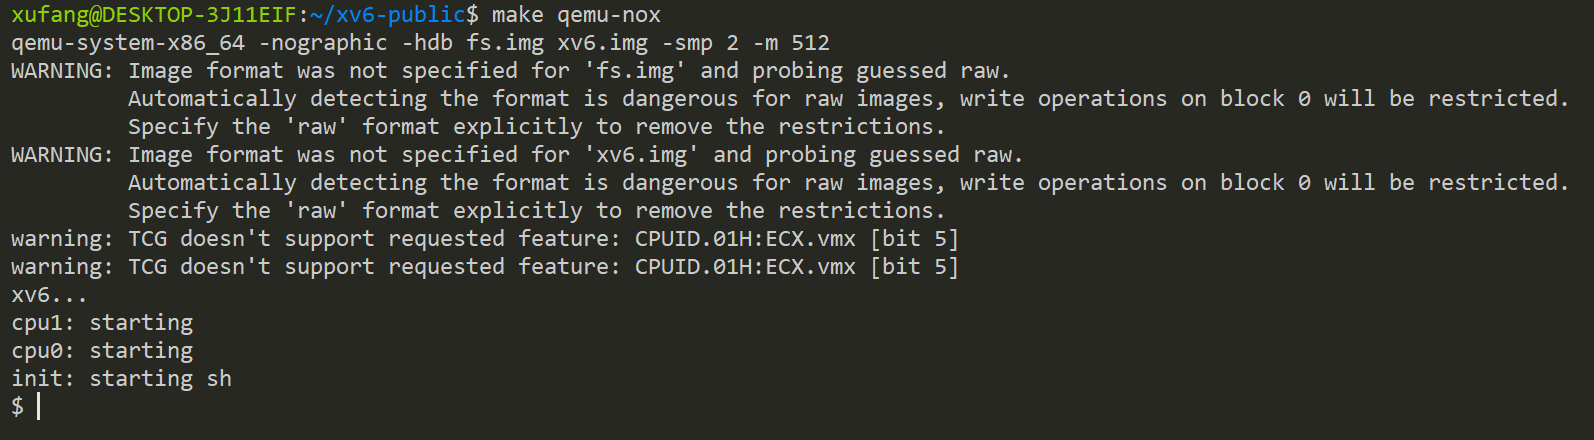 xufang@DESKTOP-3J11EIF:~/xv6-public$ make qemu-nox
qemu-system-x86_64 -nographic -hdb fs.img xv6.img -smp 2 -m 512
WARNING: Image format was not specified for 'fs.img' and probing guessed raw.
         Automatically detecting the format is dangerous for raw images, write operations on block 0 will be restricted.
         Specify the 'raw' format explicitly to remove the restrictions.
WARNING: Image format was not specified for 'xv6.img' and probing guessed raw.
         Automatically detecting the format is dangerous for raw images, write operations on block 0 will be restricted.
         Specify the 'raw' format explicitly to remove the restrictions.
warning: TCG doesn't support requested feature: CPUID.01H:ECX.vmx [bit 5]
warning: TCG doesn't support requested feature: CPUID.01H:ECX.vmx [bit 5]
xv6...
cpu1: starting
cpu0: starting
init: starting sh
$